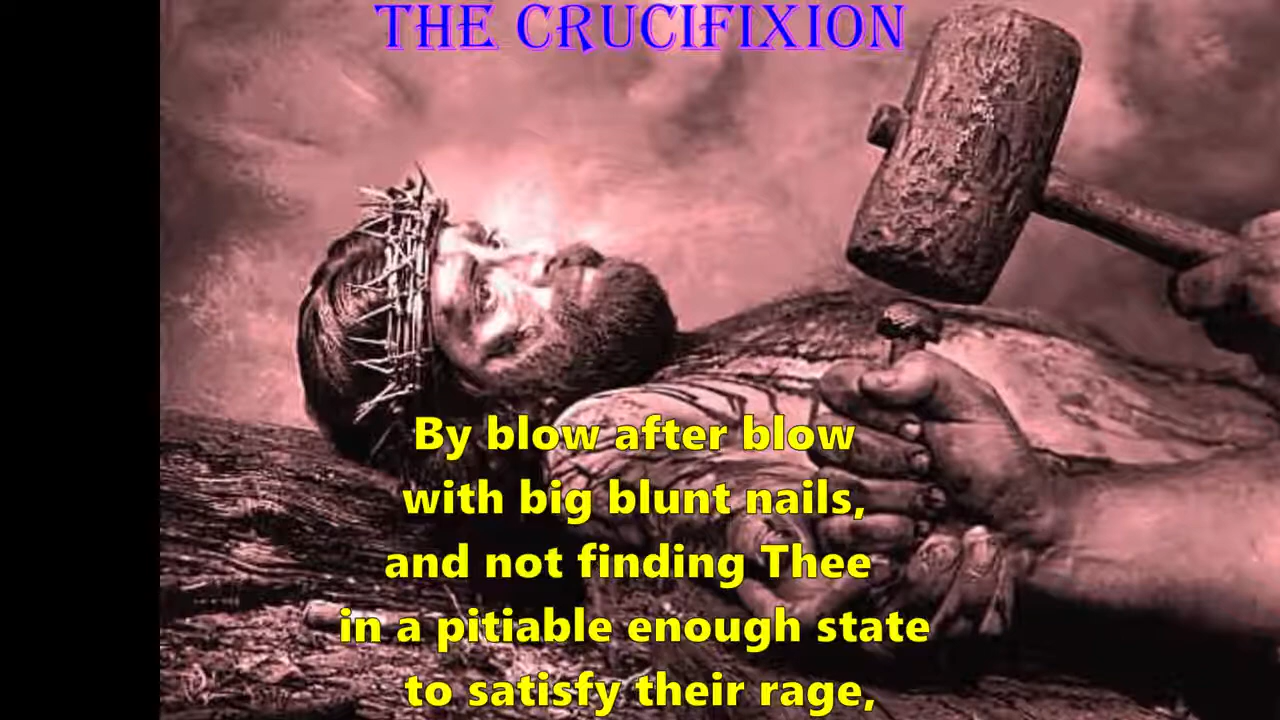 THE CRUCIFIXION
By blow after blow
with big blunt nails,
and not finding Thee
in a pitiable enough state
to satisfy their rage,